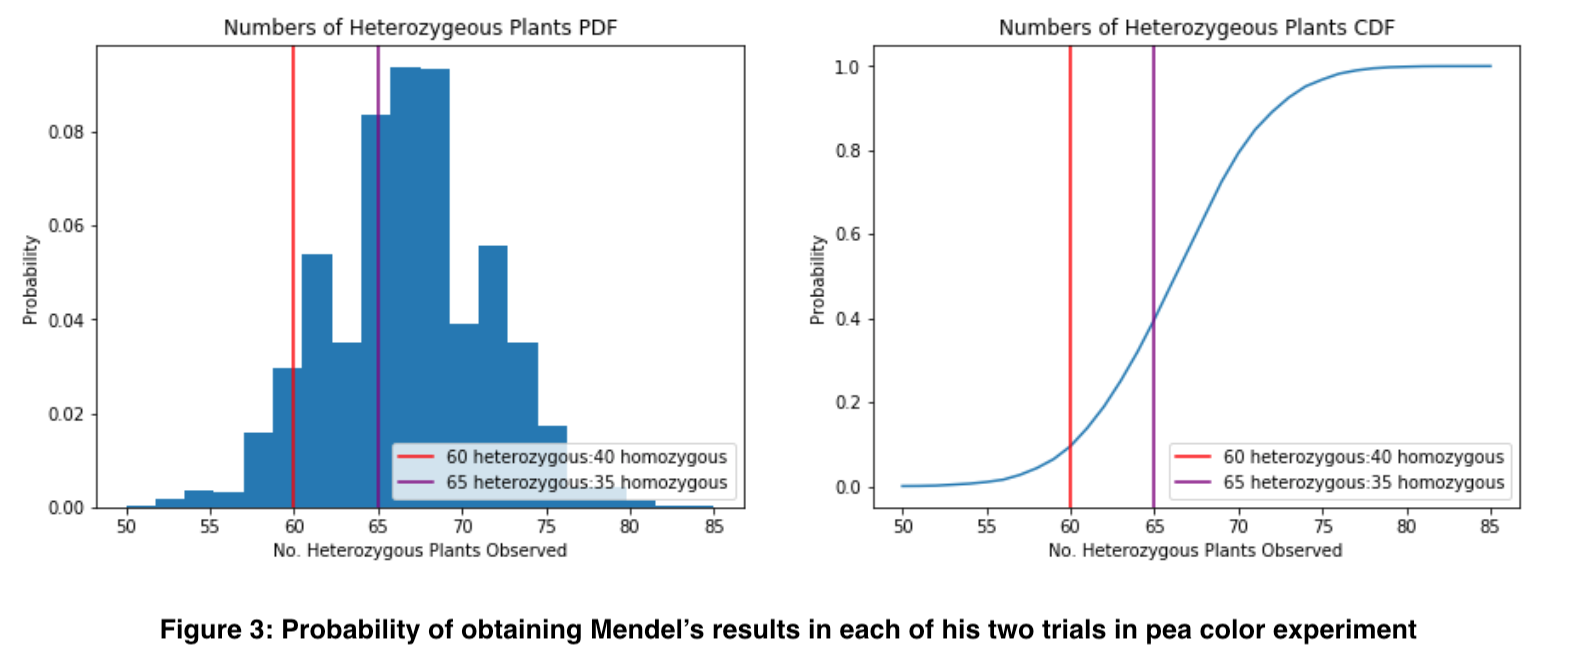 Numbers of Heterozygeous Plants PDF
Probability
0.08
0.06
0.04
0.02
0.00
60 heterozygous:40 homozygous
65 heterozygous:35 homozygous
50 55 60 65 70 75 80 85
No. Heterozygous Plants Observed
Numbers of Heterozygeous Plants CDF
Probability
1.0
0.8
0.6
0.4
0.2
0.0
60 heterozygous:40 homozygous
65 heterozygous:35 homozygous
50 55 60 65 70 75 80 85
No. Heterozygous Plants Observed
Figure 3: Probability of obtaining Mendel’s results in each of his two trials in pea color experiment